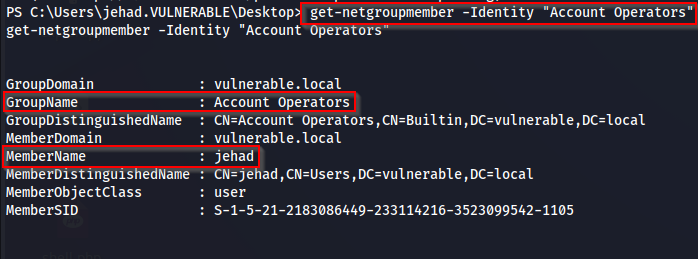 PS C:\Users\jehad.VULNERABLE\Desktop> get-netgroupmember -Identity "Account Operators"
get-netgroupmember -Identity "Account Operators"
GroupDomain : vulnerable.local
GroupName : Account Operators
GroupDistinguishedName : CN=Account Operators,CN=Builtin,DC=vulnerable,DC=local
MemberDomain : vulnerable.local
MemberName : jehad
MemberDistinguishedName : CN=jehad,CN=Users,DC=vulnerable,DC=local
MemberObjectClass : user
MemberSID : S-1-5-21-2183086449-233114216-3523099542-1105